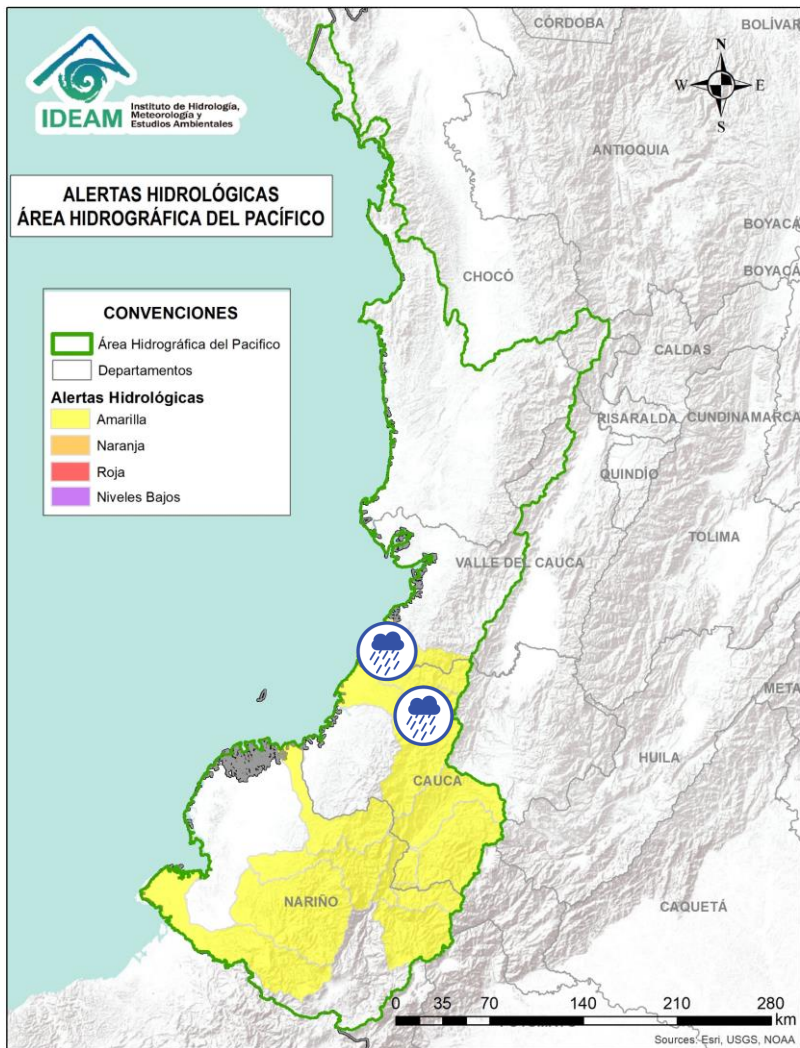 IDEAM
Instituto de Hidrología,
Meteorología y
Estudios Ambientales
ALERTAS HIDROLÓGICAS
ÁREA HIDROGRÁFICA DEL PACÍFICO
CONVENCIONES
Área Hidrográfica del Pacifico
Departamentos
Alertas Hidrológicas
Amarilla
Naranja
Roja
Niveles Bajos
N
W E
S
CÓRDOBA
BOLÍVAR
ANTIOQUIA
BOYACÁ
BOYACÁ
CHOCÓ
CALDAS
RISARALDA
CUNDINAMARCA
QUINDÍO
TOLIMA
VALLE DEL CAUCA
META
HUILA
CAUCA
NARIÑO
CAQUETÁ
0 35 70 140 210 280
km
Sources: Esri, USGS, NOAA